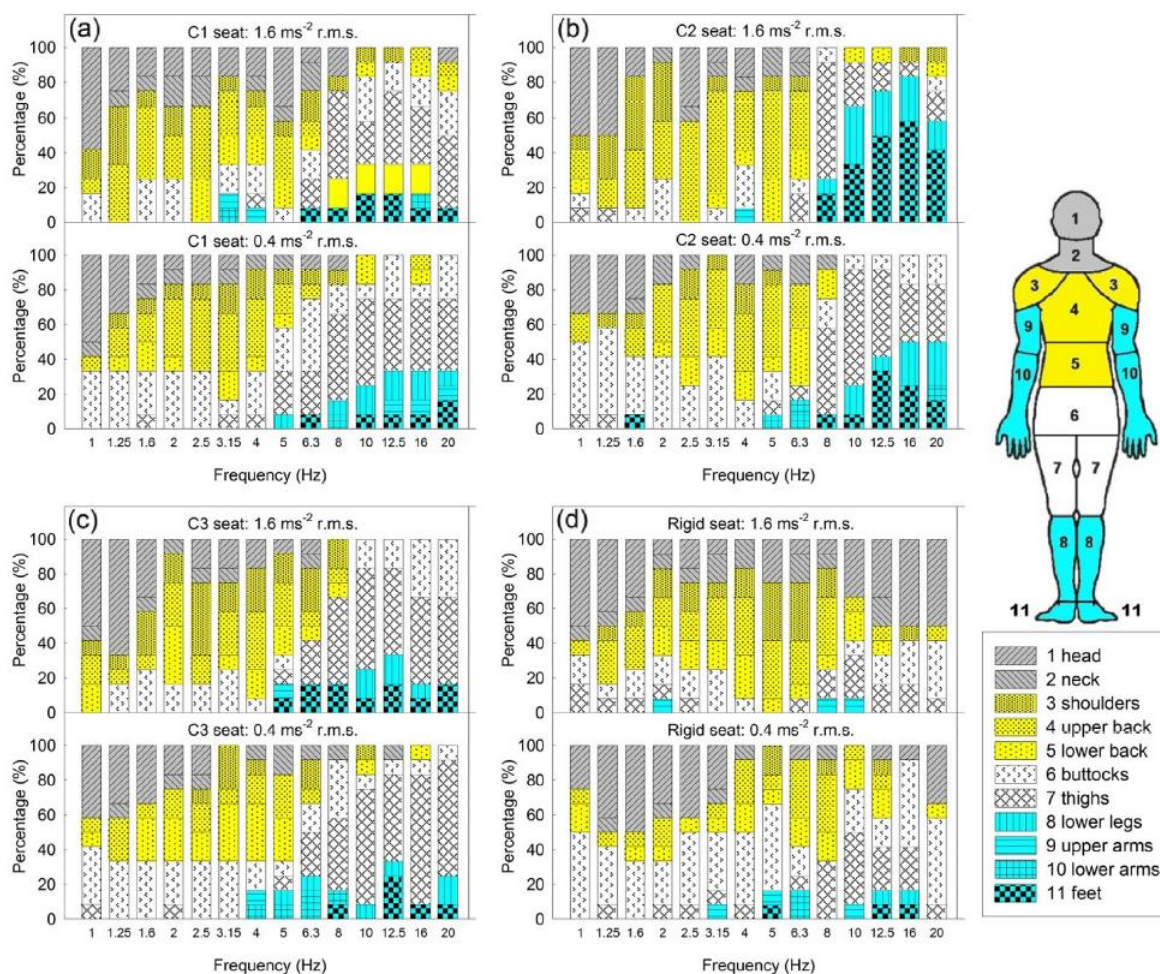 (a)
C1 seat: 1.6 ms-2 r.m.s.
100
80
60
40
20
0
Percentage (%)
C1 seat: 0.4 ms-2 r.m.s.
100
80
60
40
20
0
Percentage (%)
1 1.25 1.6 2 2.5 3.15 4 5 6.3 8 10 12.5 16 20
Frequency (Hz)
(b)
C2 seat: 1.6 ms-2 r.m.s.
100
80
60
40
20
0
Percentage (%)
C2 seat: 0.4 ms-2 r.m.s.
100
80
60
40
20
0
Percentage (%)
1 1.25 1.6 2 2.5 3.15 4 5 6.3 8 10 12.5 16 20
Frequency (Hz)
(c)
C3 seat: 1.6 ms-2 r.m.s.
100
80
60
40
20
0
Percentage (%)
C3 seat: 0.4 ms-2 r.m.s.
100
80
60
40
20
0
Percentage (%)
1 1.25 1.6 2 2.5 3.15 4 5 6.3 8 10 12.5 16 20
Frequency (Hz)
(d)
Rigid seat: 1.6 ms-2 r.m.s.
100
80
60
40
20
0
Percentage (%)
Rigid seat: 0.4 ms-2 r.m.s.
100
80
60
40
20
0
Percentage (%)
1 1.25 1.6 2 2.5 3.15 4 5 6.3 8 10 12.5 16 20
Frequency (Hz)
1
2
3 3
4
9 9
5
10 10
6
7 7
8 8
11 11
1 head
2 neck
3 shoulders
4 upper back
5 lower back
6 buttocks
7 thighs
8 lower legs
9 upper arms
10 lower arms
11 feet